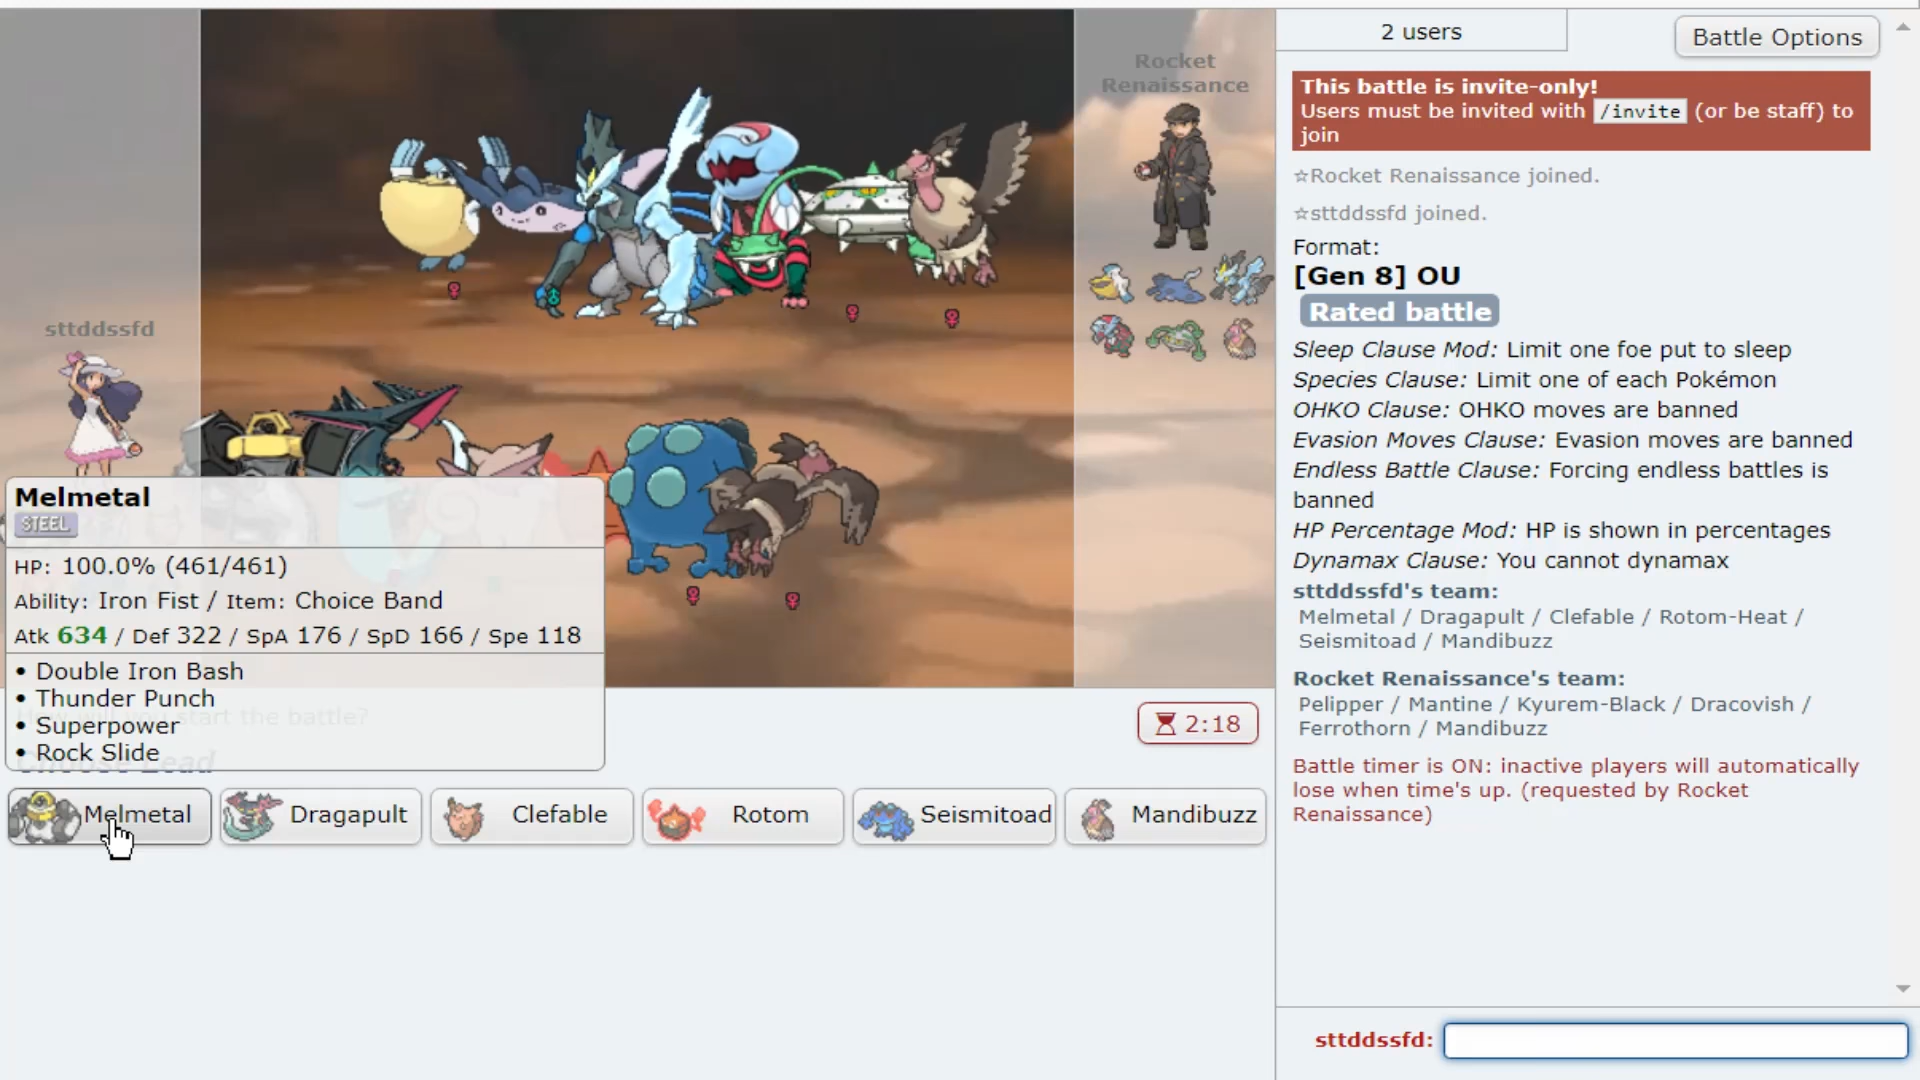 Rocket
Renaissance
sttddssfd
Melmetal
STEEL
HP: 100.0% (461/461)
Ability: Iron Fist / Item: Choice Band
Atk 634 / Def 322 / SpA 176 / SpD 166 / Spe 118
• Double Iron Bash
• Thunder Punch
• Superpower
• Rock Slide
How will you start the battle?
Choose Lead
2:18
Melmetal
Dragapult
Clefable
Rotom
Seismitoad
Mandibuzz
2 users
Battle Options
This battle is invite-only!
Users must be invited with /invite (or be staff) to
join
☆Rocket Renaissance joined.
☆sttddssfd joined.
Format:
[Gen 8] OU
Rated battle
Sleep Clause Mod: Limit one foe put to sleep
Species Clause: Limit one of each Pokémon
OHKO Clause: OHKO moves are banned
Evasion Moves Clause: Evasion moves are banned
Endless Battle Clause: Forcing endless battles is
banned
HP Percentage Mod: HP is shown in percentages
Dynamax Clause: You cannot dynamax
sttddssfd's team:
Melmetal / Dragapult / Clefable / Rotom-Heat /
Seismitoad / Mandibuzz
Rocket Renaissance's team:
Pelipper / Mantine / Kyurem-Black / Dracovish /
Ferrothorn / Mandibuzz
Battle timer is ON: inactive players will automatically
lose when time's up. (requested by Rocket
Renaissance)
sttddssfd: